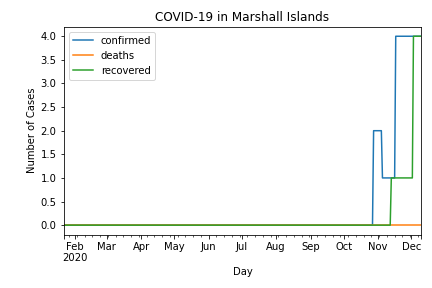 COVID-19 in Marshall Islands
confirmed
deaths
recovered
Number of Cases
4.0
3.5
3.0
2.5
2.0
1.5
1.0
0.5
0.0
Feb Mar Apr May Jun Jul Aug Sep Oct Nov Dec
2020
Day